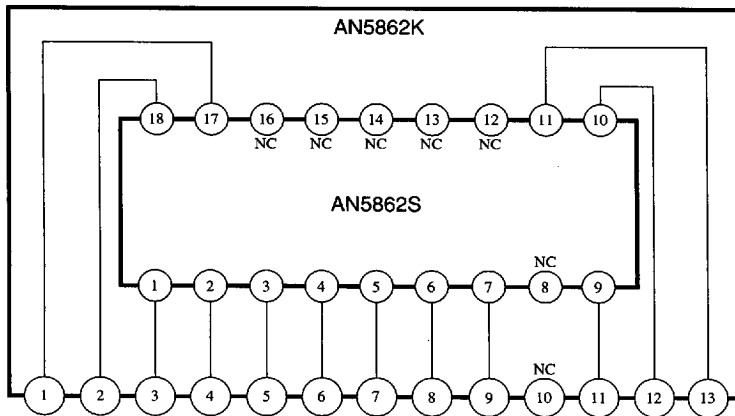 AN5862K
18 17 16 15 14 13 12 11 10
NC NC NC NC NC
AN5862S
NC
1 2 3 4 5 6 7 8 9
NC
1 2 3 4 5 6 7 8 9 10 11 12 13